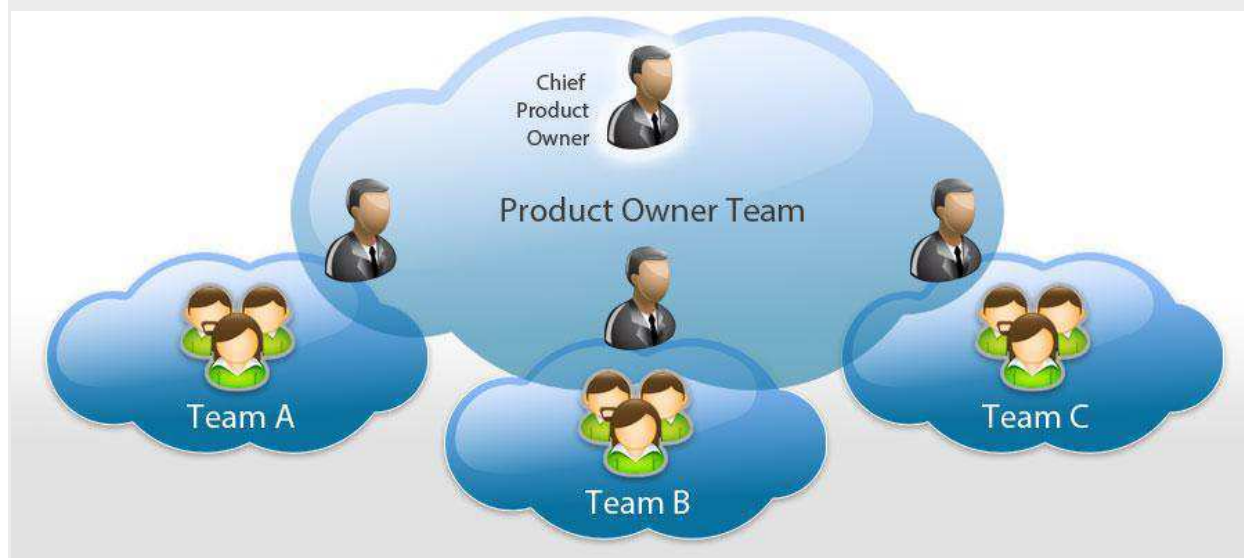 Chief
Product
Owner
Product Owner Team
Team A
Team B
Team C